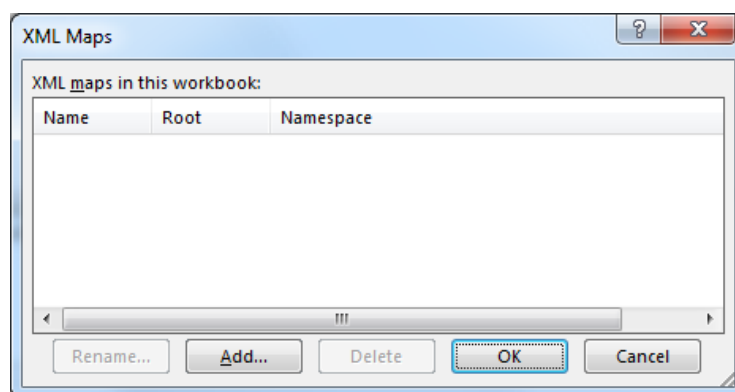 XML Maps
XML maps in this workbook:
Name Root Namespace
Rename... Add... Delete OK Cancel